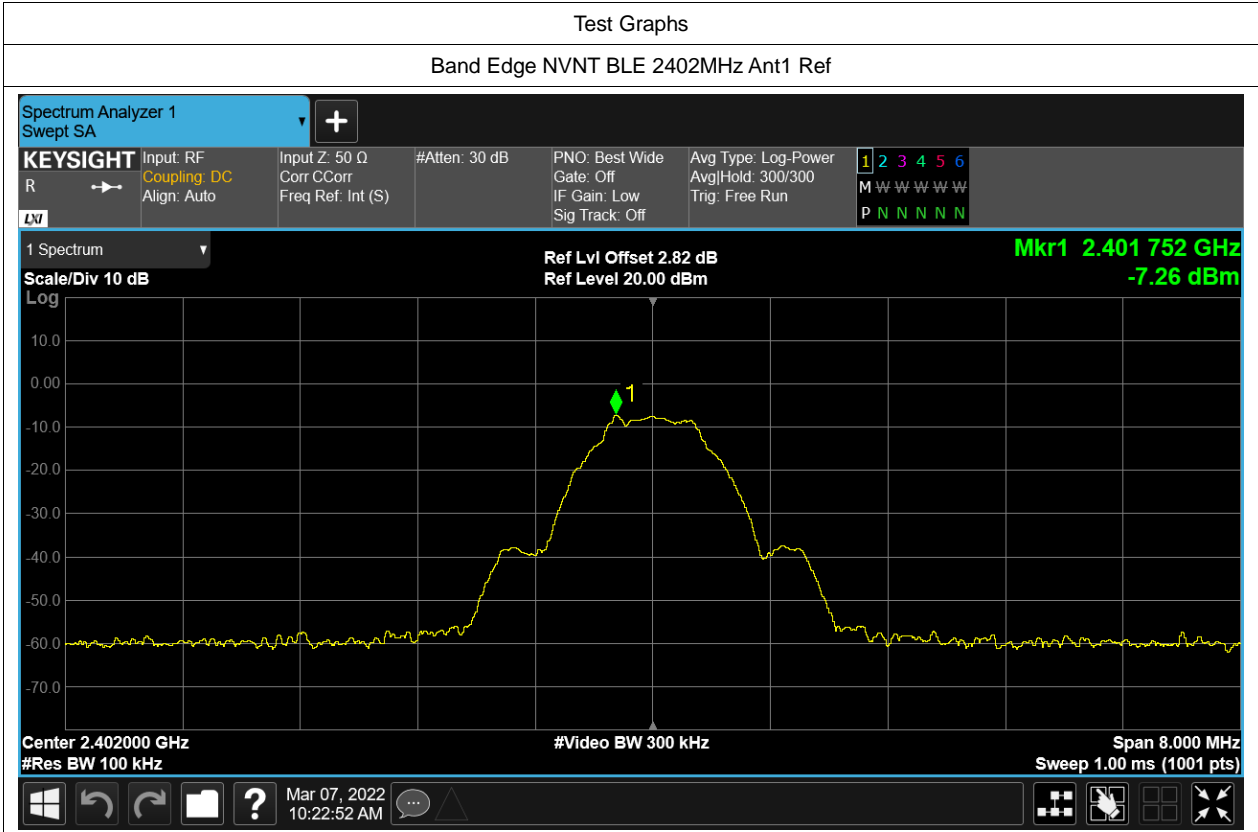 Test Graphs
Band Edge NVNT BLE 2402MHz Ant1 Ref
Spectrum Analyzer 1
Swept SA
KEYSIGHT
R
LXI
Input: RF
Coupling: DC
Align: Auto
Input Z: 50 Ω
Corr CCorr
Freq Ref: Int (S)
#Atten: 30 dB
PNO: Best Wide
Gate: Off
IF Gain: Low
Sig Track: Off
Avg Type: Log-Power
Avg|Hold: 300/300
Trig: Free Run
1 2 3 4 5 6
M W W W W W
P N N N N N
1 Spectrum
Scale/Div 10 dB
Log
Ref Lvl Offset 2.82 dB
Ref Level 20.00 dBm
Mkr1 2.401 752 GHz
-7.26 dBm
10.0
0.00
-10.0
-20.0
-30.0
-40.0
-50.0
-60.0
-70.0
1
Center 2.402000 GHz
#Res BW 100 kHz
#Video BW 300 kHz
Span 8.000 MHz
Sweep 1.00 ms (1001 pts)
?
Mar 07, 2022
10:22:52 AM